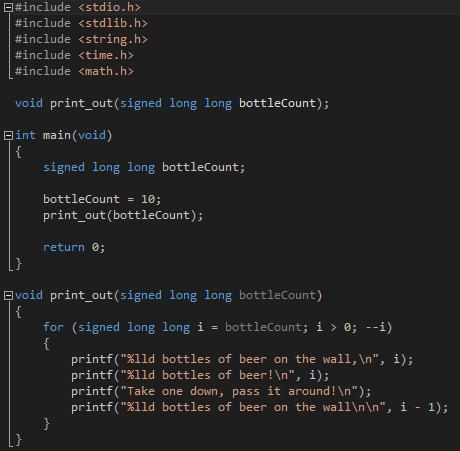 #include <stdio.h>
#include <stdlib.h>
#include <string.h>
#include <time.h>
#include <math.h>
void print_out(signed long long bottleCount);
int main(void)
{
signed long long bottleCount;
bottleCount = 10;
print_out(bottleCount);
return 0;
}
void print_out(signed long long bottleCount)
{
for (signed long long i = bottleCount; i > 0; --i)
{
printf("%lld bottles of beer on the wall,\n", i);
printf("%lld bottles of beer!\n", i);
printf("Take one down, pass it around!\n");
printf("%lld bottles of beer on the wall\n\n", i - 1);
}
}